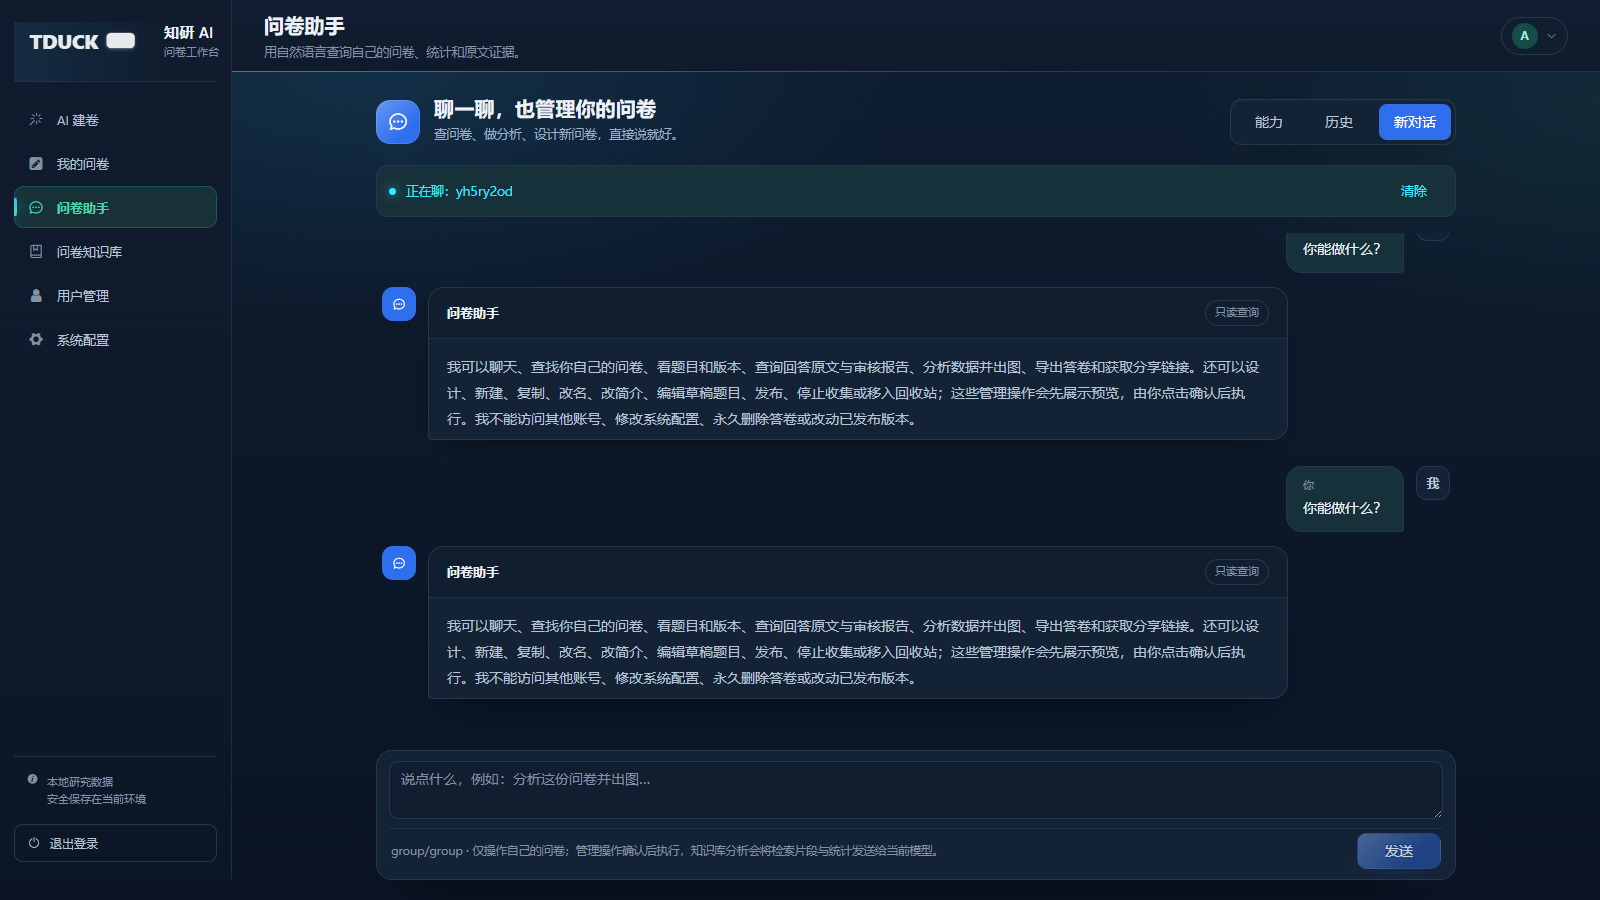 TDUCK
知研 AI
问卷工作台
AI 建卷
我的问卷
问卷助手
问卷知识库
用户管理
系统配置
本地研究数据
安全保存在当前环境
退出登录
问卷助手
用自然语言查询自己的问卷、统计和原文证据。
A
聊一聊，也管理你的问卷
查问卷、做分析、设计新问卷，直接说就好。
能力
历史
新对话
正在聊：yh5ry2od
清除
你能做什么？
问卷助手
只读查询
我可以聊天、查找你自己的问卷、看题目和版本、查询回答原文与审核报告、分析数据并出图、导出答卷和获取分享链接。还可以设
计、新建、复制、改名、改简介、编辑草稿题目、发布、停止收集或移入回收站；这些管理操作会先展示预览，由你点击确认后执
行。我不能访问其他账号、修改系统配置、永久删除答卷或改动已发布版本。
你
你能做什么？
我
问卷助手
只读查询
我可以聊天、查找你自己的问卷、看题目和版本、查询回答原文与审核报告、分析数据并出图、导出答卷和获取分享链接。还可以设
计、新建、复制、改名、改简介、编辑草稿题目、发布、停止收集或移入回收站；这些管理操作会先展示预览，由你点击确认后执
行。我不能访问其他账号、修改系统配置、永久删除答卷或改动已发布版本。
说点什么，例如：分析这份问卷并出图...
group/group · 仅操作自己的问卷；管理操作确认后执行，知识库分析会将检索片段与统计发送给当前模型。
发送